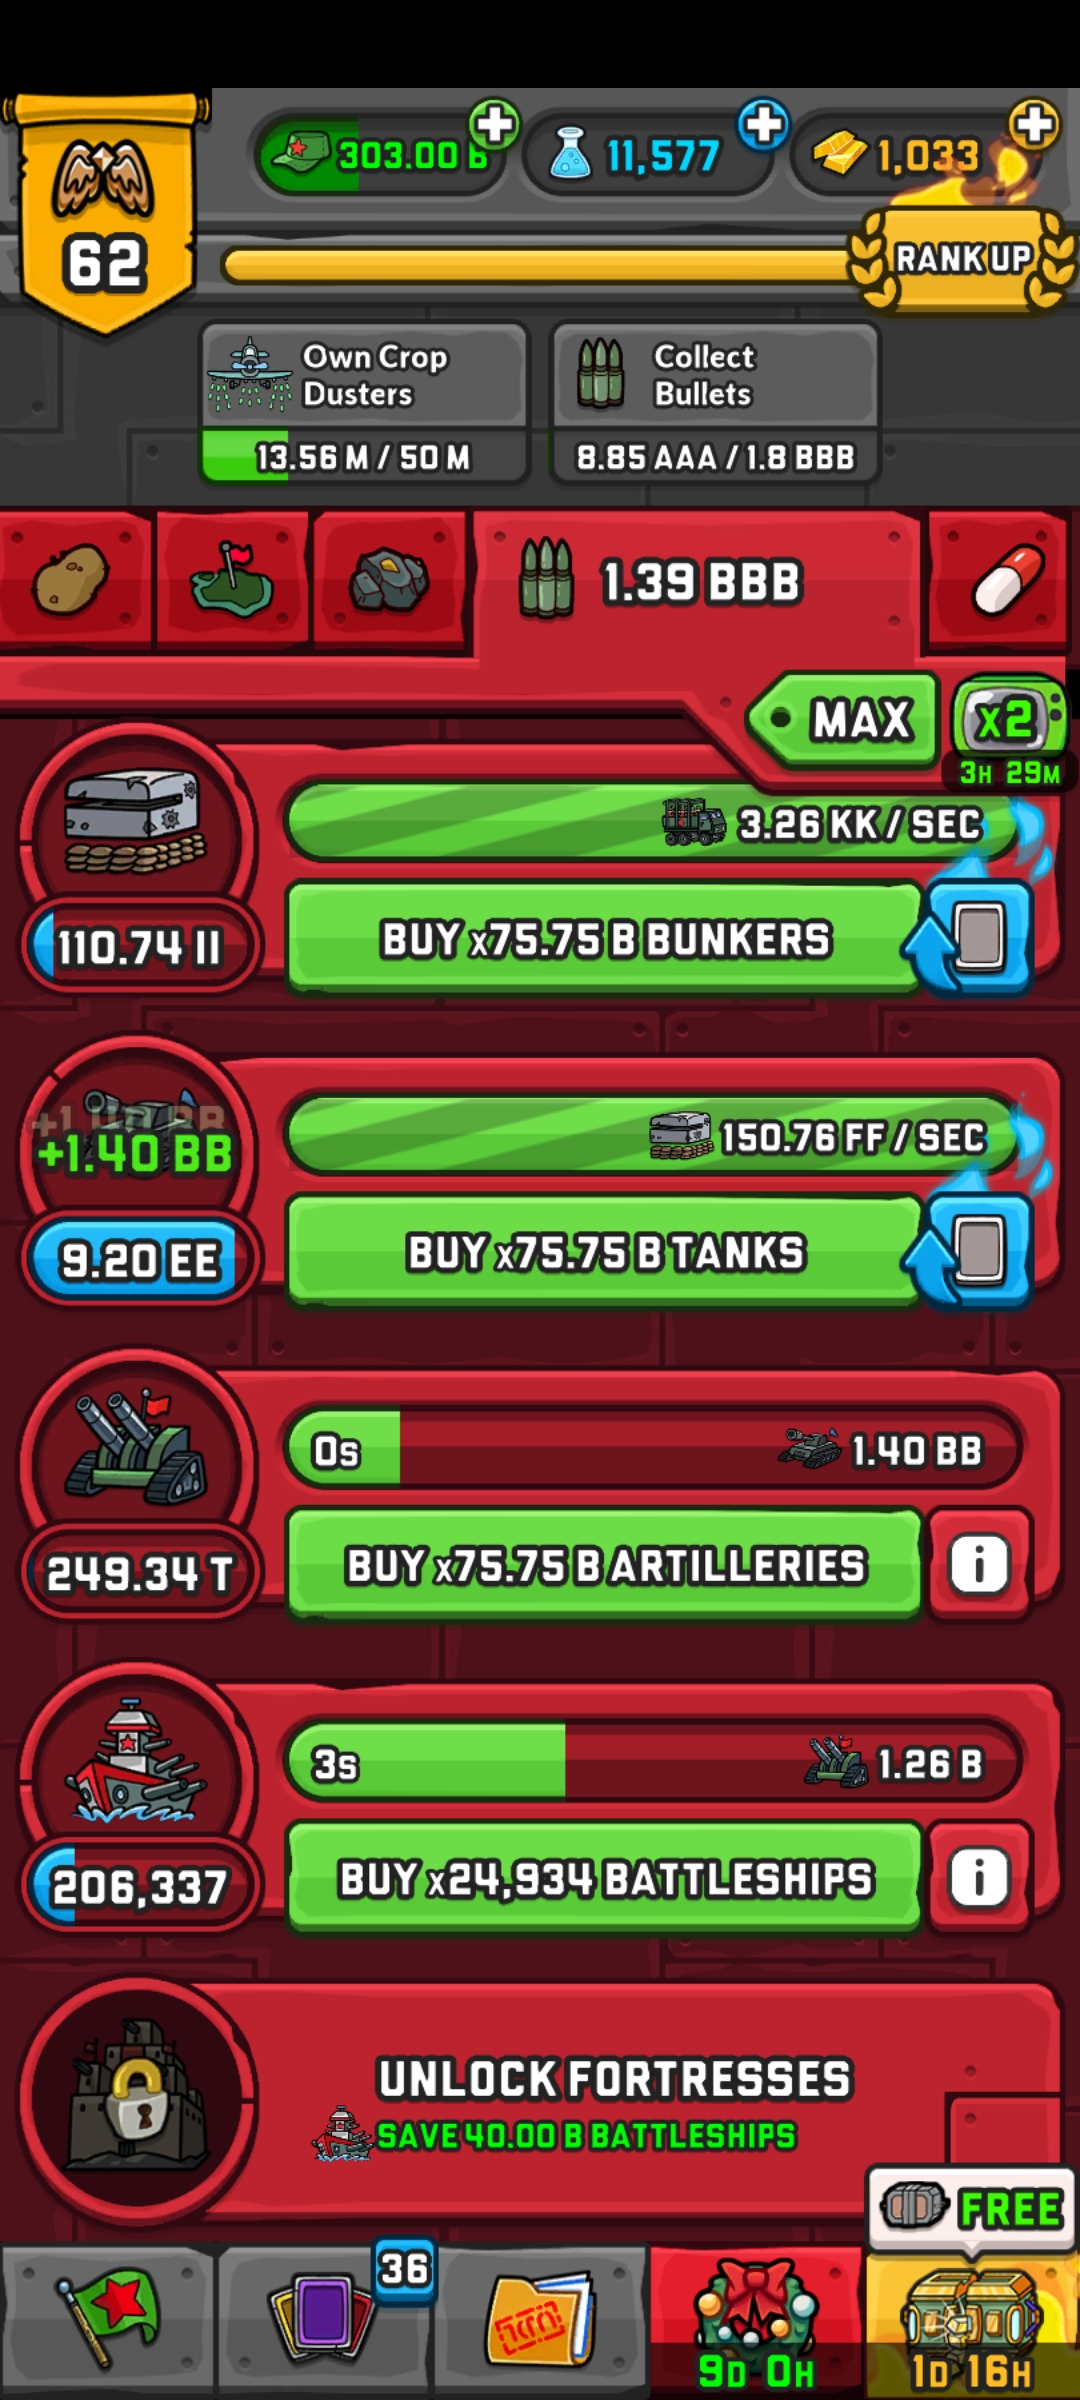 303.00 B
11,577
1,033
62
RANK UP
Own Crop
Dusters
13.56 M / 50 M
Collect
Bullets
8.85 AAA / 1.8 BBB
1.39 BBB
MAX
x2
3H 29M
3.26 KK / SEC
110.74 II
BUY x75.75 B BUNKERS
+1.40 BB
+1.40 BB
150.76 FF / SEC
9.20 EE
BUY x75.75 B TANKS
0s
1.40 BB
249.34 T
BUY x75.75 B ARTILLERIES
i
3s
1.26 B
206,337
BUY x24,934 BATTLESHIPS
i
UNLOCK FORTRESSES
SAVE 40.00 B BATTLESHIPS
FREE
36
9D 0H
1D 16H